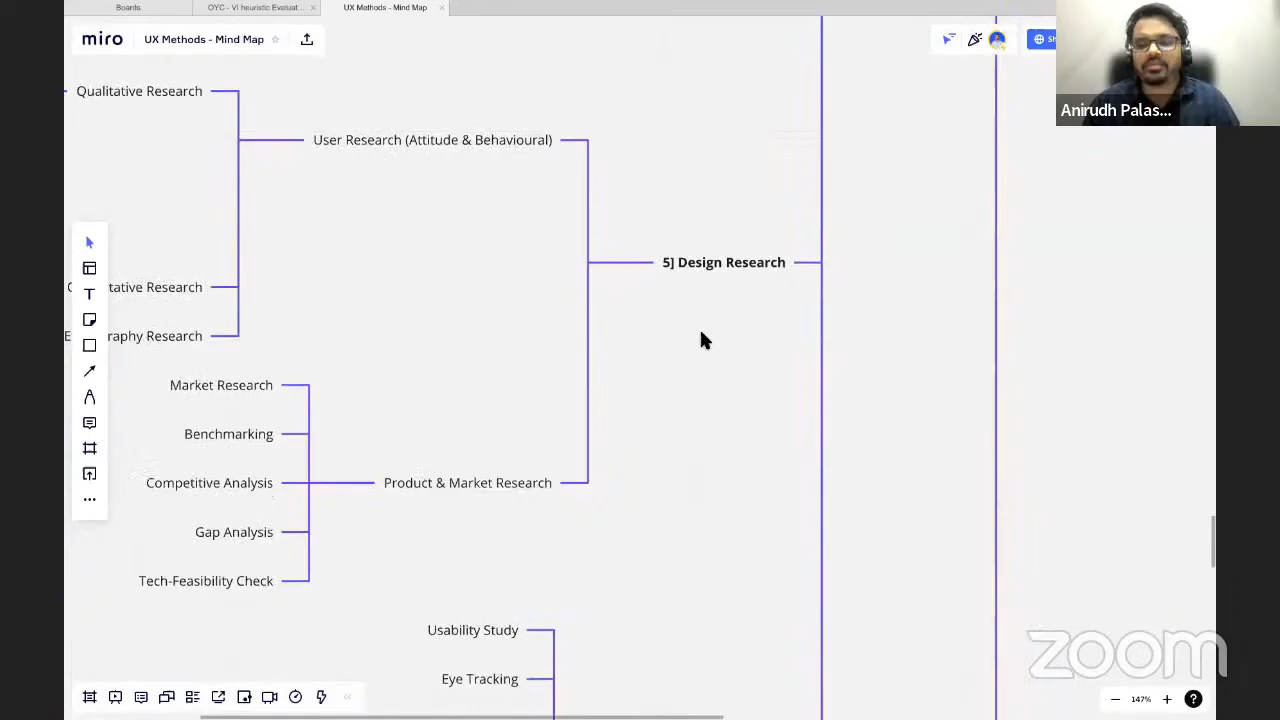 Boards
OYC - VI heuristic Evaluat...
UX Methods - Mind Map
miro
UX Methods - Mind Map
Sh
Anirudh Palas...
Qualitative Research
User Research (Attitude & Behavioural)
5] Design Research
tative Research
raphy Research
Market Research
Benchmarking
Competitive Analysis
Product & Market Research
Gap Analysis
Tech-Feasibility Check
Usability Study
Eye Tracking
zoom
147%